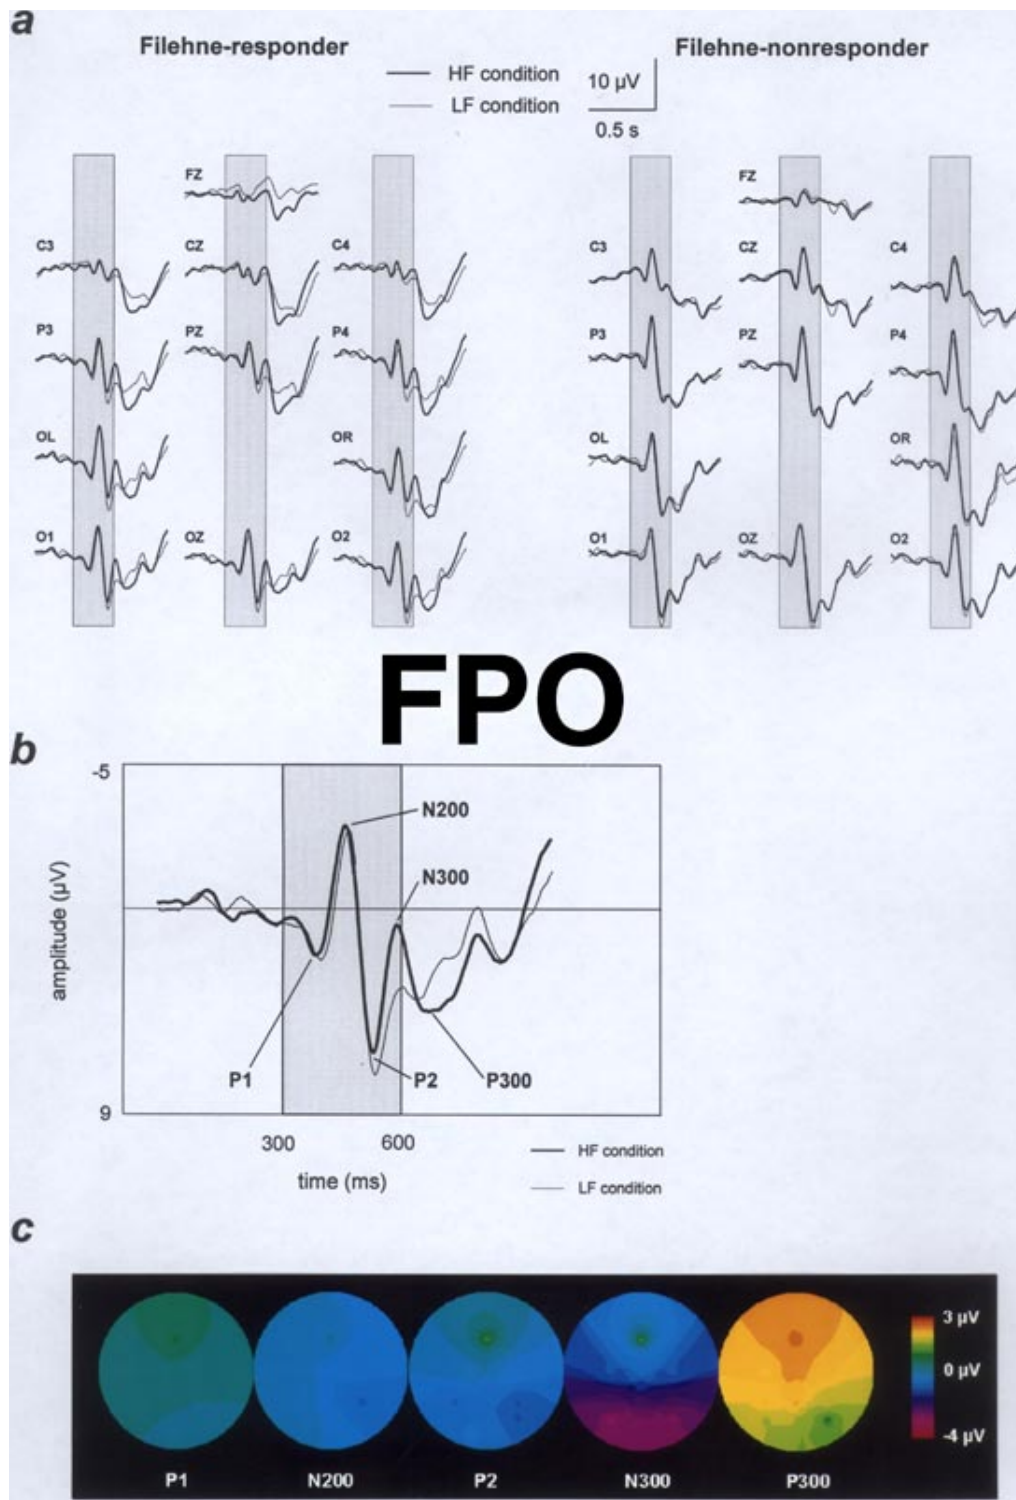 a
Filehne-responder
Filehne-nonresponder
HF condition
LF condition
10 µV
0.5 s
FZ
C3
CZ
C4
P3
PZ
P4
OL
OR
O1
OZ
O2
FZ
C3
CZ
C4
P3
PZ
P4
OL
OR
O1
OZ
O2
FPO
b
-5
N200
N300
amplitude (µV)
P1
P2
P300
9
300
600
time (ms)
HF condition
LF condition
c
3 µV
0 µV
-4 µV
P1
N200
P2
N300
P300